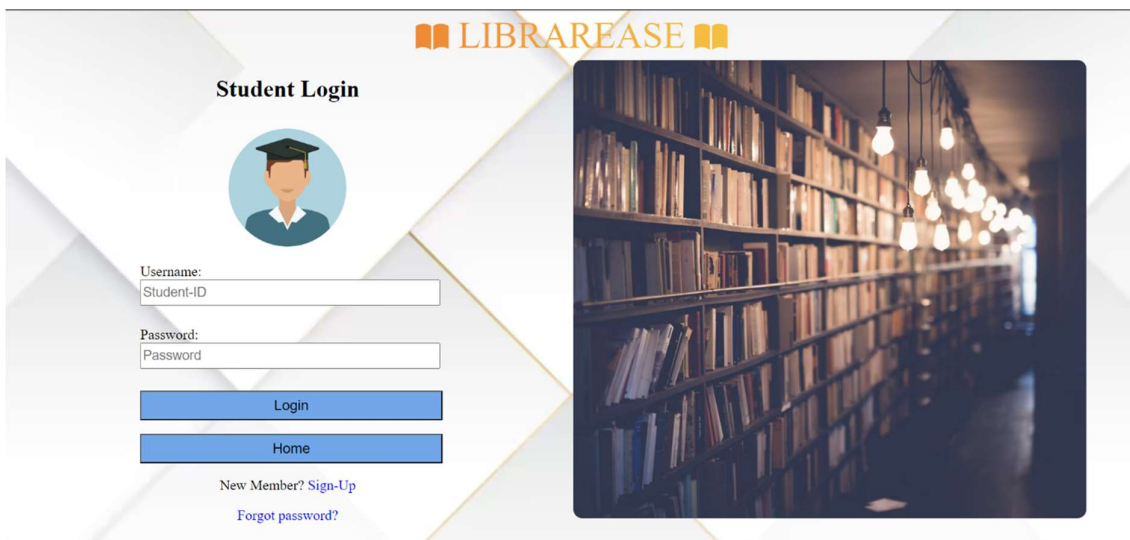 LIBRAREASE
Student Login
Username:
Student-ID
Password:
Password
Login
Home
New Member? Sign-Up
Forgot password?